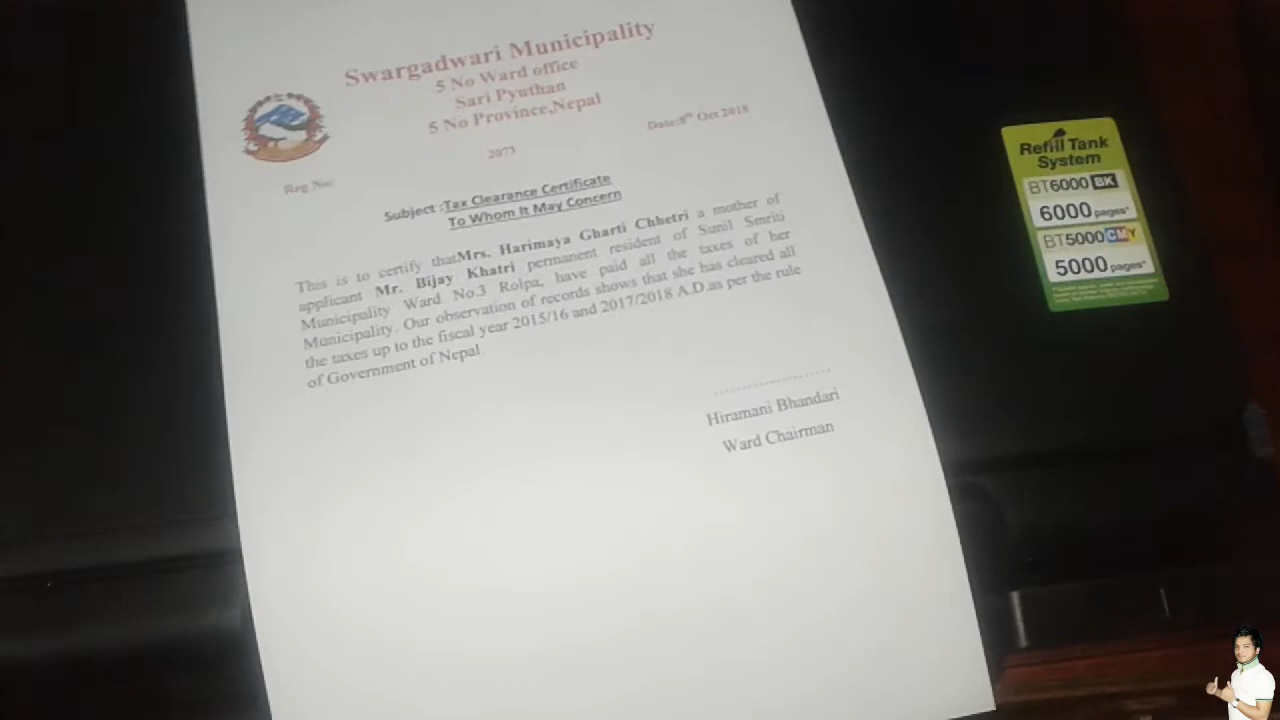 Swargadwari Municipality
5 No Ward office
Sari Pyuthan
5 No Province,Nepal
Date:8th Oct 2018
2073
Reg No:
Subject :Tax Clearance Certificate
To Whom It May Concern
This is to certify thatMrs. Harimaya Gharti Chhetri a mother of
applicant Mr. Bijay Khatri permanent resident of Sunil Smriti
Municipality Ward No.3 Rolpa, have paid all the taxes of her
Municipality. Our observation of records shows that she has cleared all
the taxes up to the fiscal year 2015/16 and 2017/2018 A.D.as per the rule
of Government of Nepal.
Hiramani Bhandari
Ward Chairman
Refill Tank
System
BT6000 BK
6000 pages*
BT5000 CMY
5000 pages*